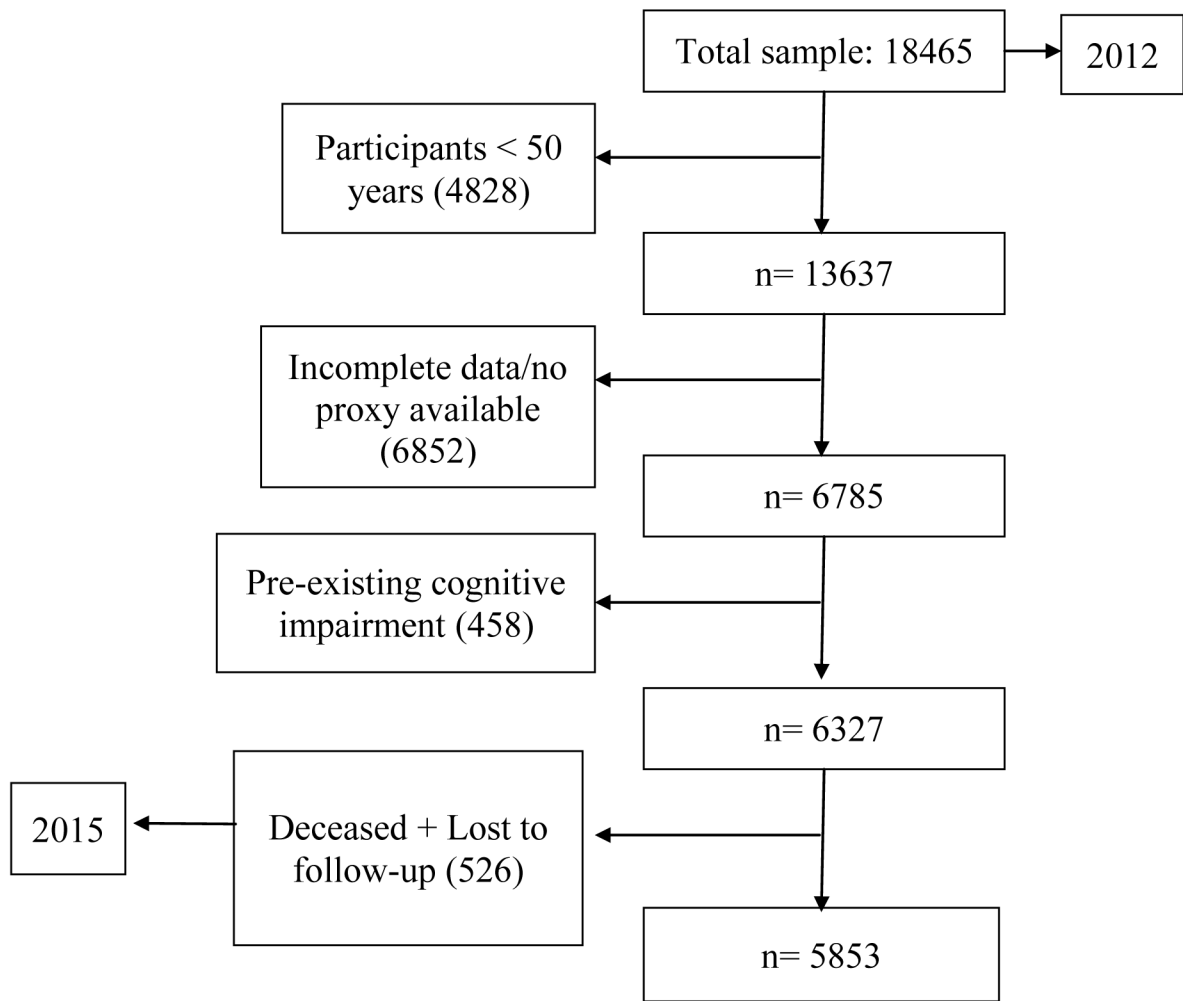 Total sample: 18465
2012
Participants < 50
years (4828)
n= 13637
Incomplete data/no
proxy available
(6852)
n= 6785
Pre-existing cognitive
impairment (458)
n= 6327
2015
Deceased + Lost to
follow-up (526)
n= 5853